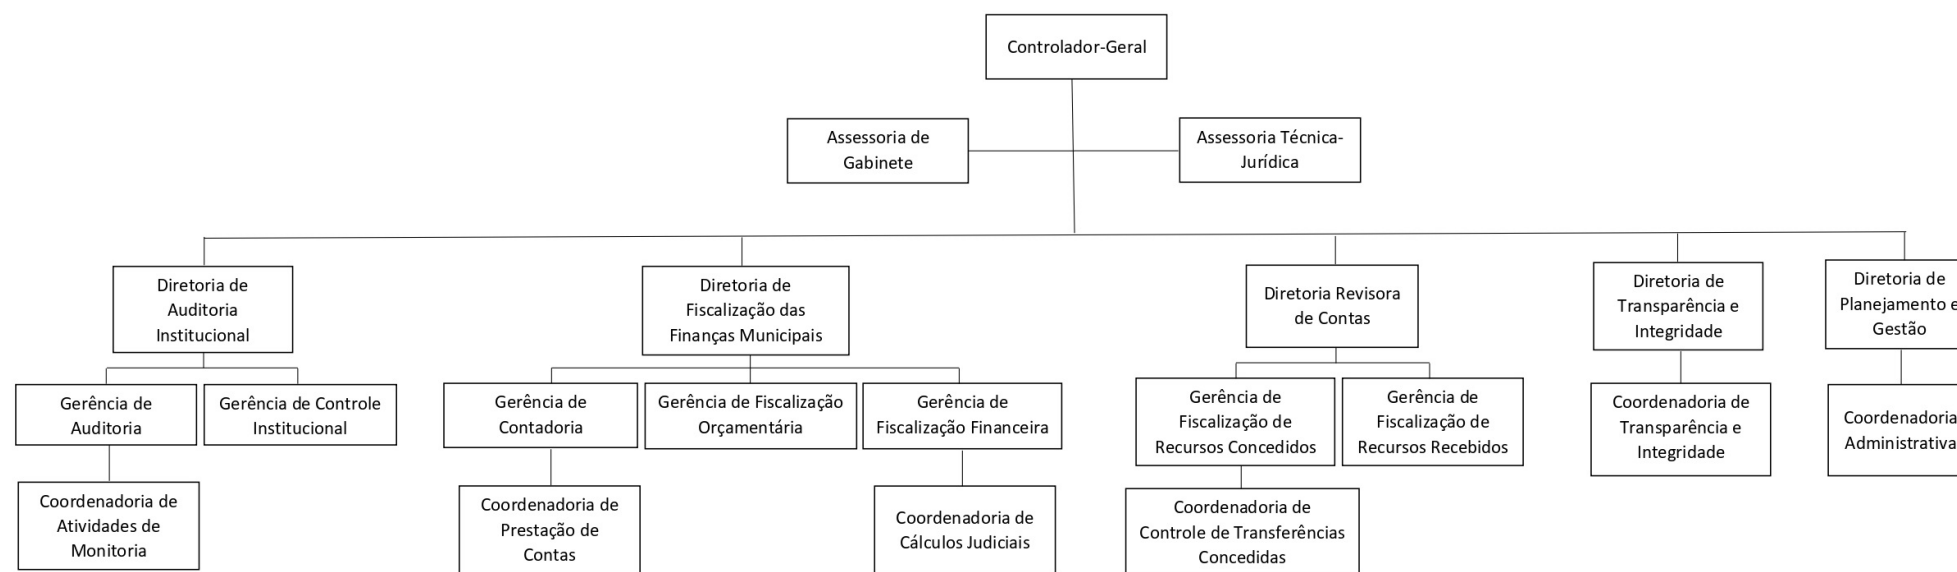 Controlador-Geral
Assessoria de
Gabinete
Assessoria Técnica-
Jurídica
Diretoria de
Auditoria
Institucional
Diretoria de
Fiscalização das
Finanças Municipais
Diretoria Revisora
de Contas
Diretoria de
Transparência e
Integridade
Diretoria de
Planejamento e
Gestão
Gerência de
Auditoria
Gerência de Controle
Institucional
Gerência de
Contadoria
Gerência de Fiscalização
Orçamentária
Gerência de
Fiscalização Financeira
Gerência de
Fiscalização de
Recursos Concedidos
Gerência de
Fiscalização de
Recursos Recebidos
Coordenadoria de
Transparência e
Integridade
Coordenadoria
Administrativa
Coordenadoria de
Atividades de
Monitoria
Coordenadoria de
Prestação de
Contas
Coordenadoria de
Cálculos Judiciais
Coordenadoria de
Controle de Transferências
Concedidas